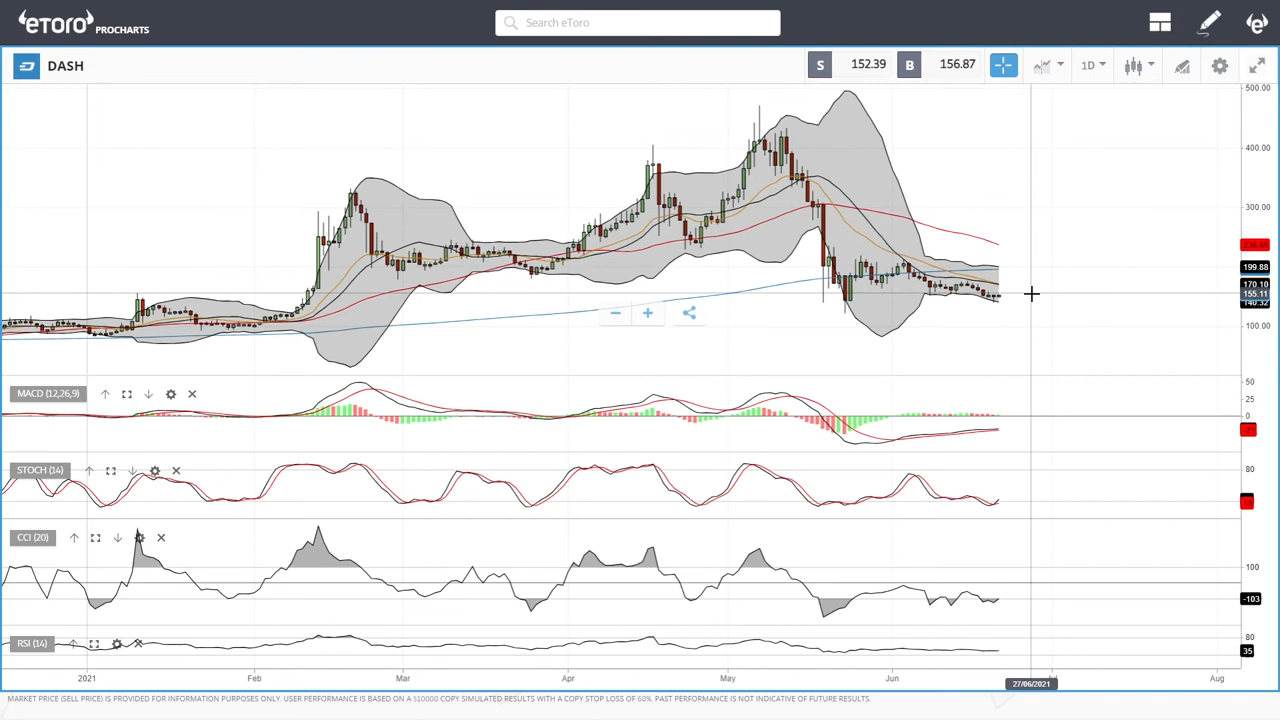 eToro PROCHARTS
Search eToro
DASH
S 152.39 B 156.87 1D
500.00
400.00
300.00
199.88
170.10
155.11
140.32
100.00
MACD (12,26,9)
50
25
0
-21
STOCH (14)
80
CCI (20)
100
-103
RSI (14)
80
35
2021 Feb Mar Apr May Jun Jul Aug
27/06/2021
MARKET PRICE (SELL PRICE) IS PROVIDED FOR INFORMATION PURPOSES ONLY. USER PERFORMANCE IS BASED ON A $10000 COPY SIMULATED RESULTS WITH A COPY STOP LOSS OF 60%. PAST PERFORMANCE IS NOT INDICATIVE OF FUTURE RESULTS.